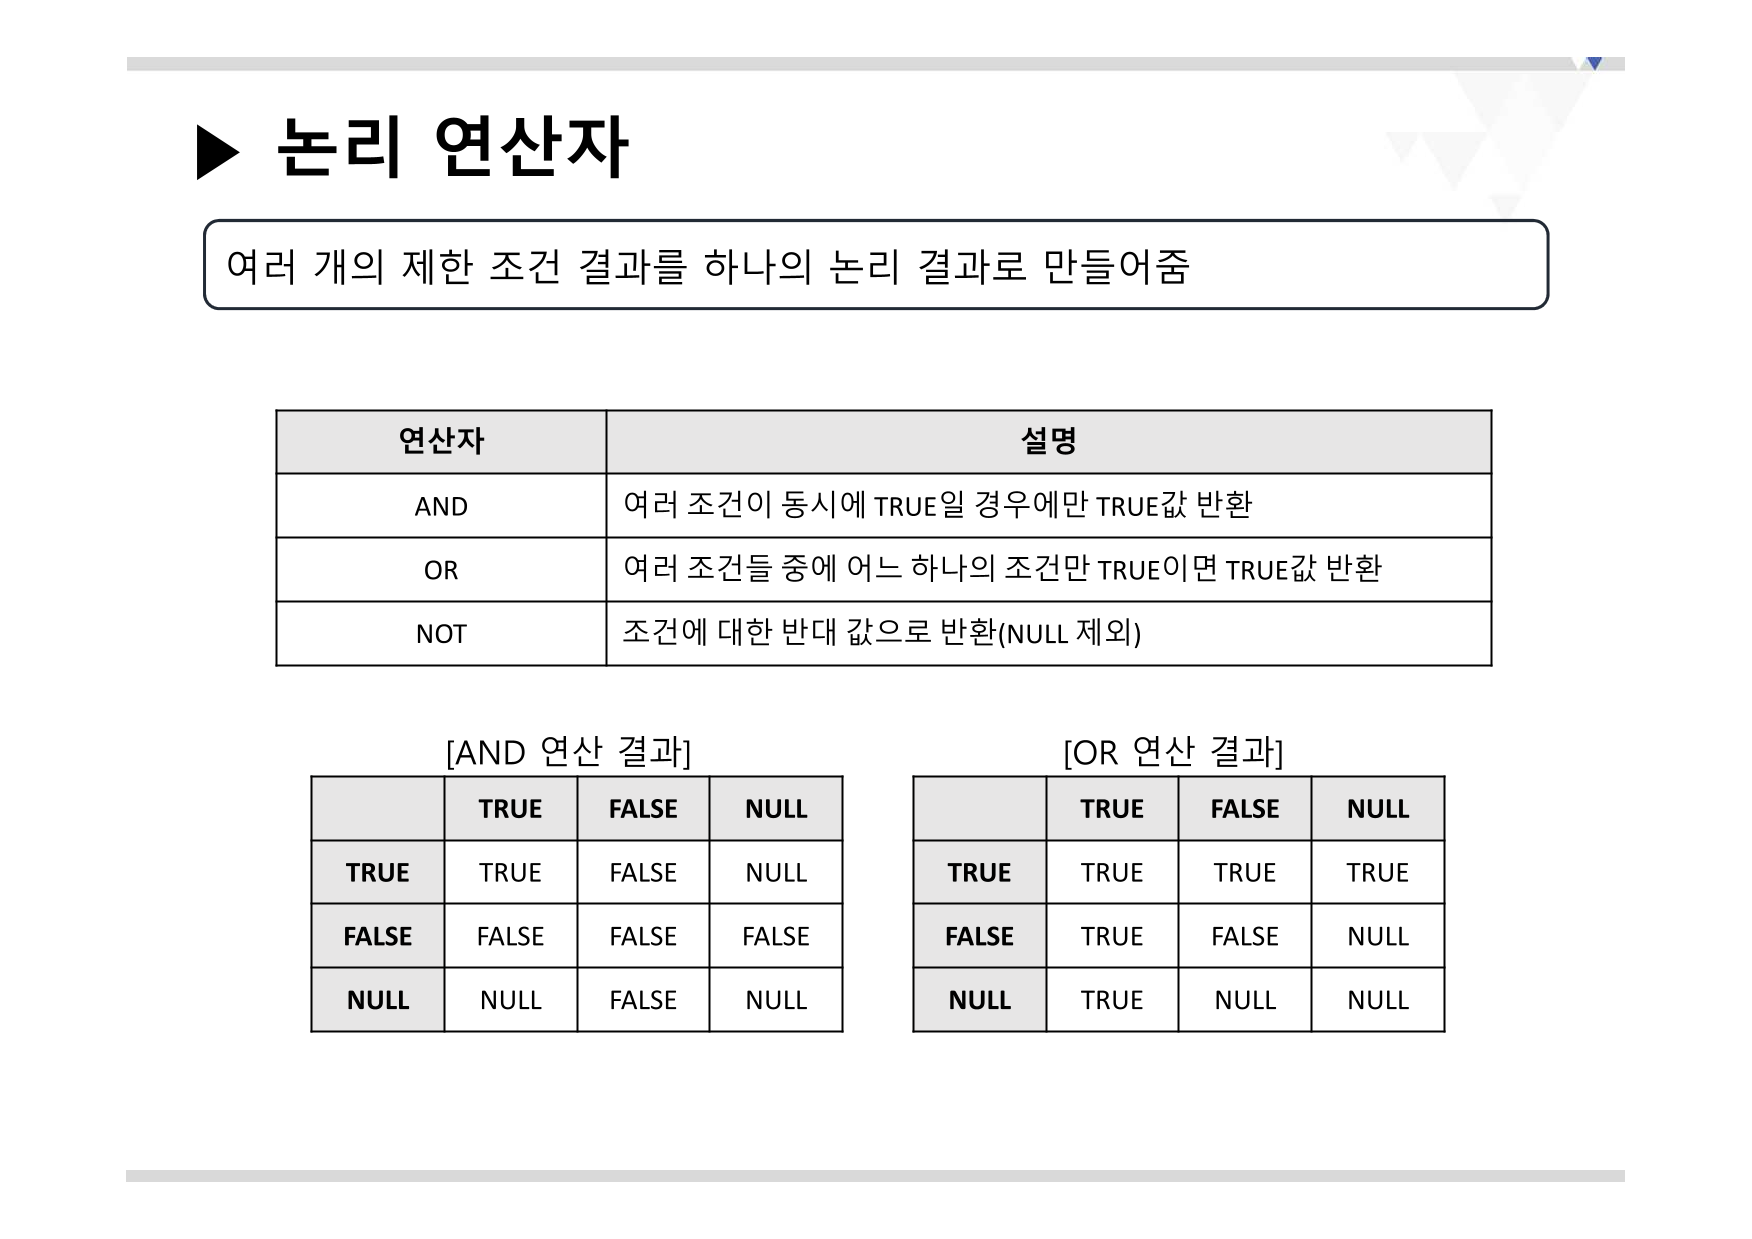 ▶ 논리 연산자
여러 개의 제한 조건 결과를 하나의 논리 결과로 만들어줌
연산자 설명
AND 여러 조건이 동시에 TRUE일 경우에만 TRUE값 반환
OR 여러 조건들 중에 어느 하나의 조건만 TRUE이면 TRUE값 반환
NOT 조건에 대한 반대 값으로 반환(NULL 제외)
[AND 연산 결과]
TRUE FALSE NULL
TRUE TRUE FALSE NULL
FALSE FALSE FALSE FALSE
NULL NULL FALSE NULL
[OR 연산 결과]
TRUE FALSE NULL
TRUE TRUE TRUE TRUE
FALSE TRUE FALSE NULL
NULL TRUE NULL NULL